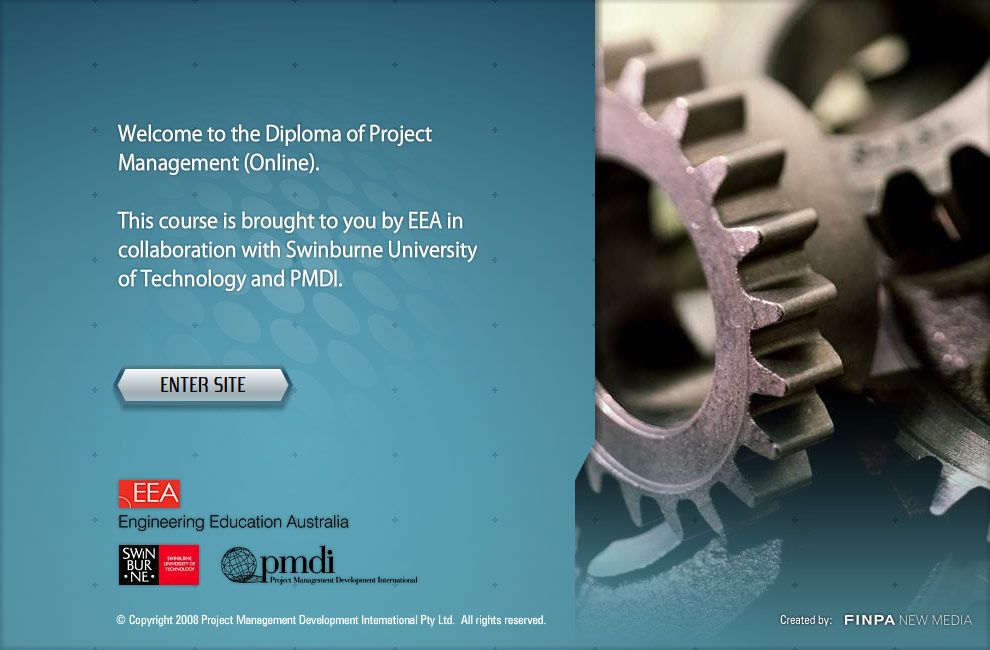 Welcome to the Diploma of Project
Management (Online).
This course is brought to you by EEA in
collaboration with Swinburne University
of Technology and PMDI.
ENTER SITE
EEA
Engineering Education Australia
SWIN
BUR
•NE•
SWINBURNE
UNIVERSITY OF
TECHNOLOGY
pmdi
Project Management Development International
© Copyright 2008 Project Management Development International Pty Ltd. All rights reserved.
Created by: FINPA NEW MEDIA